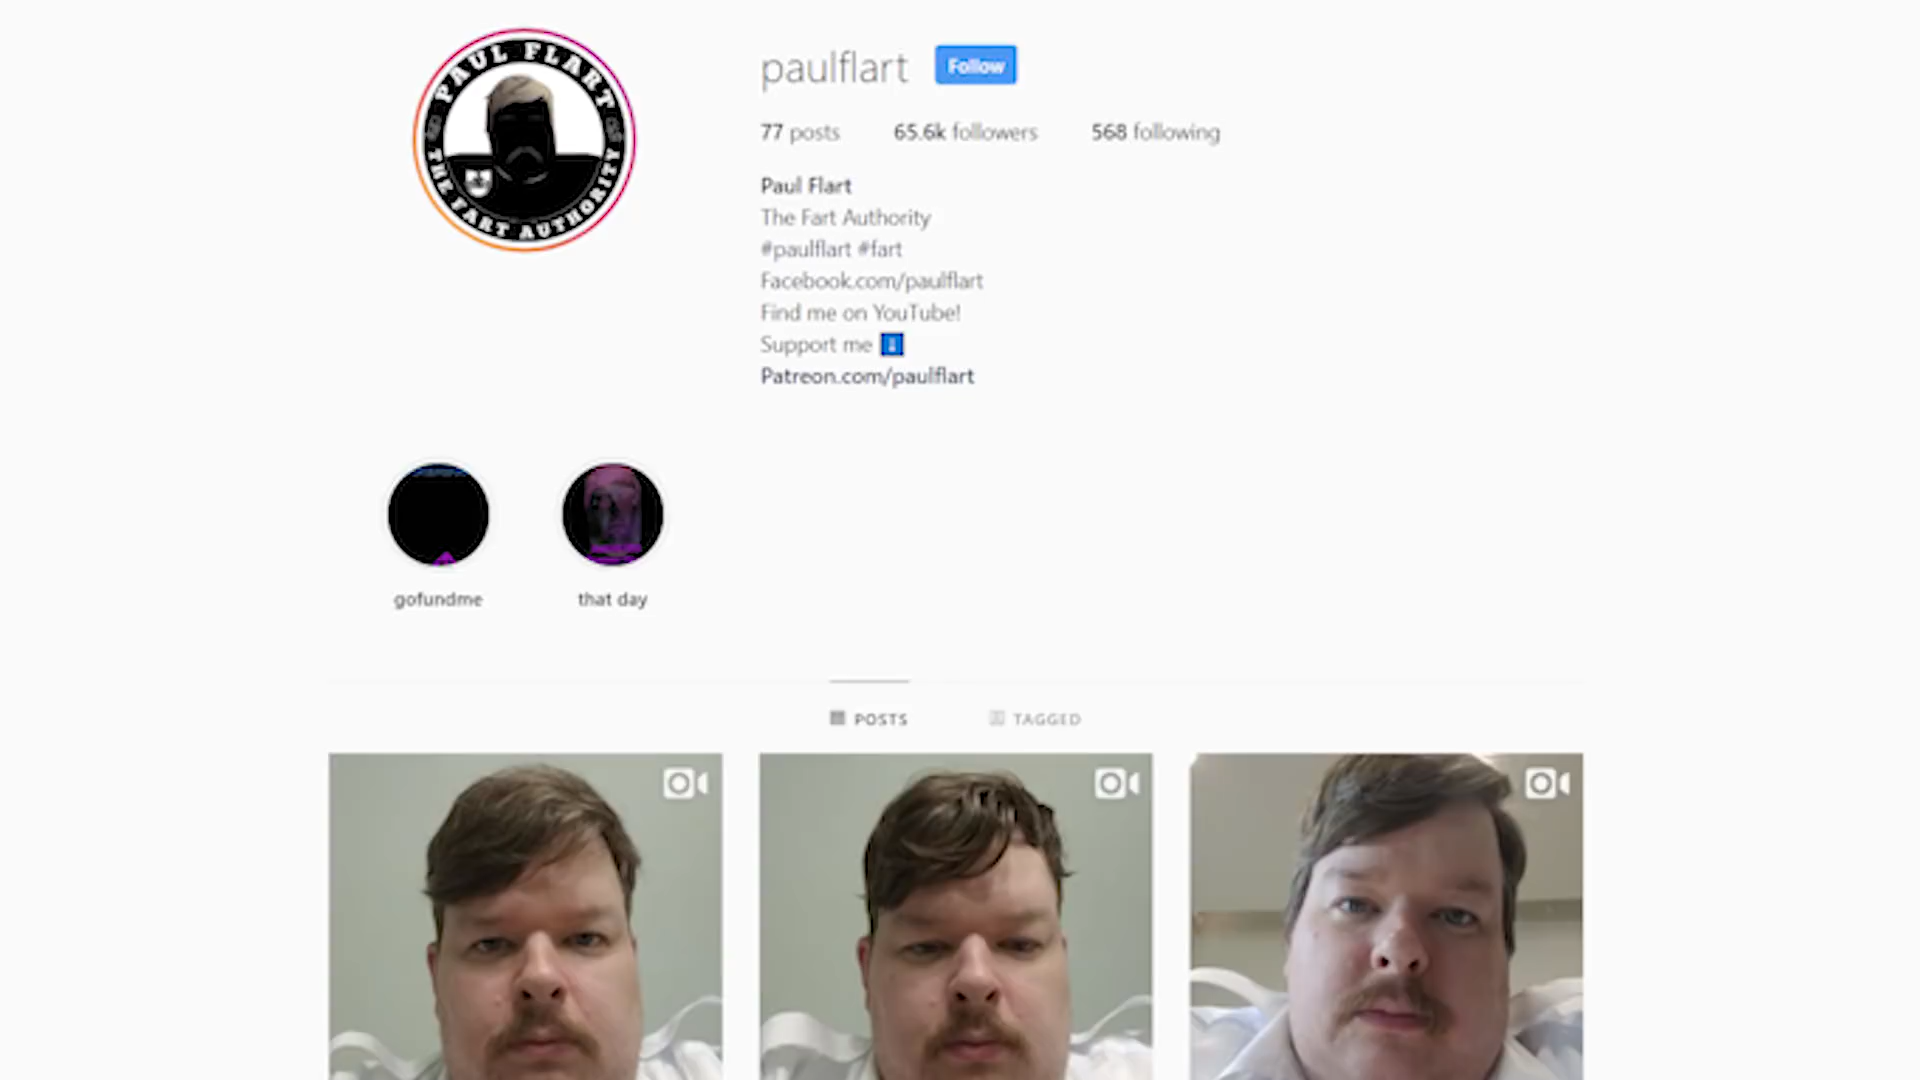 PAUL FLART
THE FART AUTHORITY
paulflart
Follow
77 posts
65.6k followers
568 following
Paul Flart
The Fart Authority
#paulflart #fart
Facebook.com/paulflart
Find me on YouTube!
Support me ⬇
Patreon.com/paulflart
gofundme
that day
POSTS
TAGGED